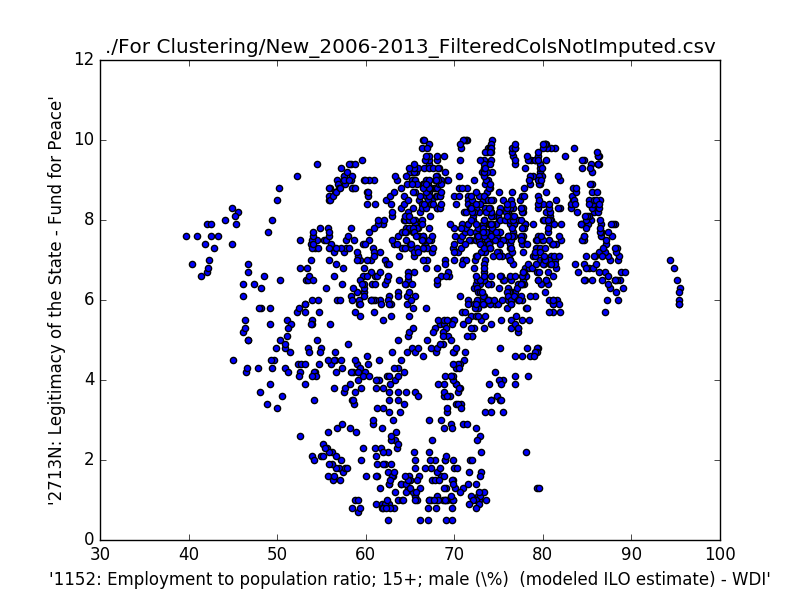 ./For Clustering/New_2006-2013_FilteredColsNotImputed.csv
12
10
8
6
4
2
0
'2713N: Legitimacy of the State - Fund for Peace'
30 40 50 60 70 80 90 100
'1152: Employment to population ratio; 15+; male (\%)  (modeled ILO estimate) - WDI'